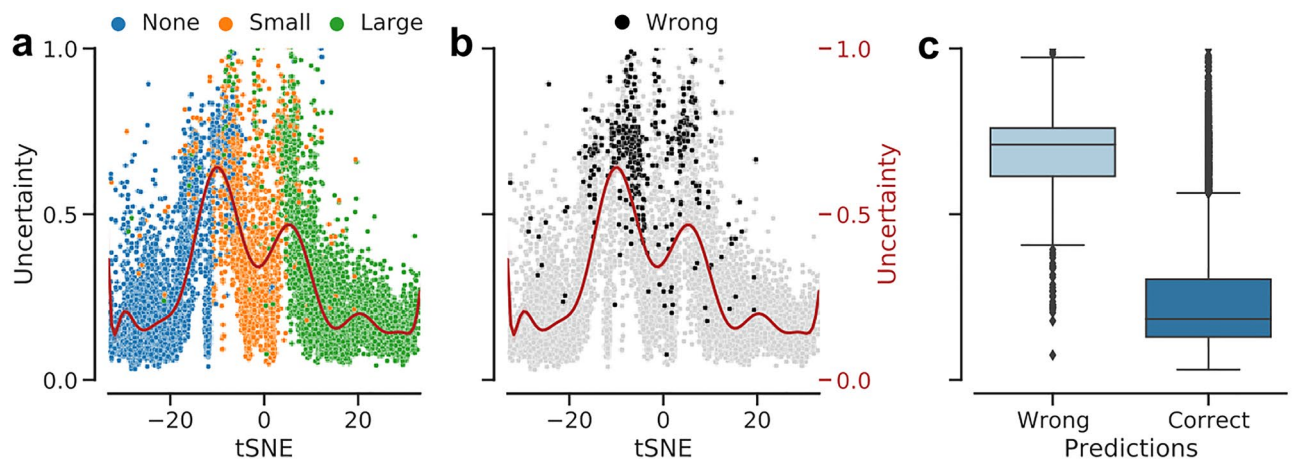 None Small Large
a
1.0
0.5
0.0
Uncertainty
−20 0 20
tSNE
Wrong
b
1.0
0.5
0.0
Uncertainty
−20 0 20
tSNE
c
Wrong Correct
Predictions